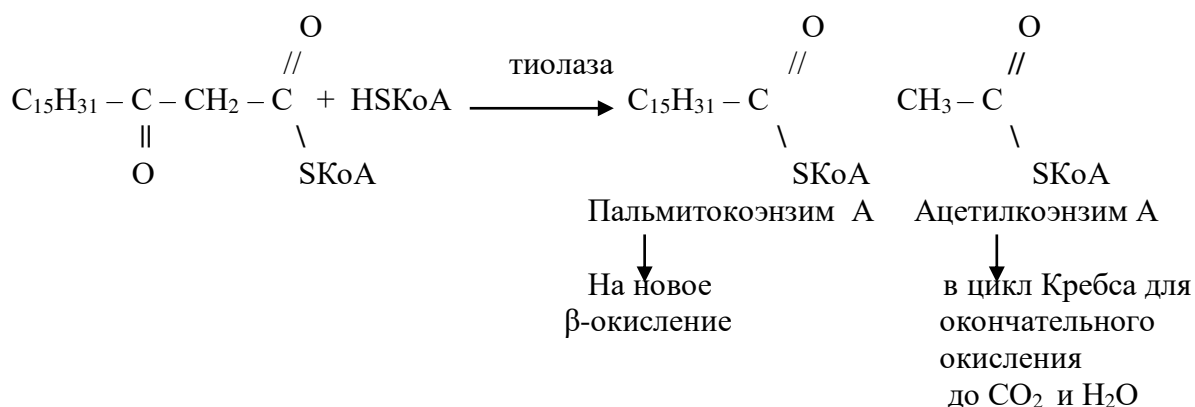 O O O
// // //
тиолаза
C₁₅H₃₁ – C – CH₂ – C + HSKoA C₁₅H₃₁ – C CH₃ – C
|| \ \ \
O SKoA SKoA SKoA
Пальмитокоэнзим А Ацетилкоэнзим А
На новое в цикл Кребса для
β-окисление окончательного
окисления
до CO₂ и H₂O